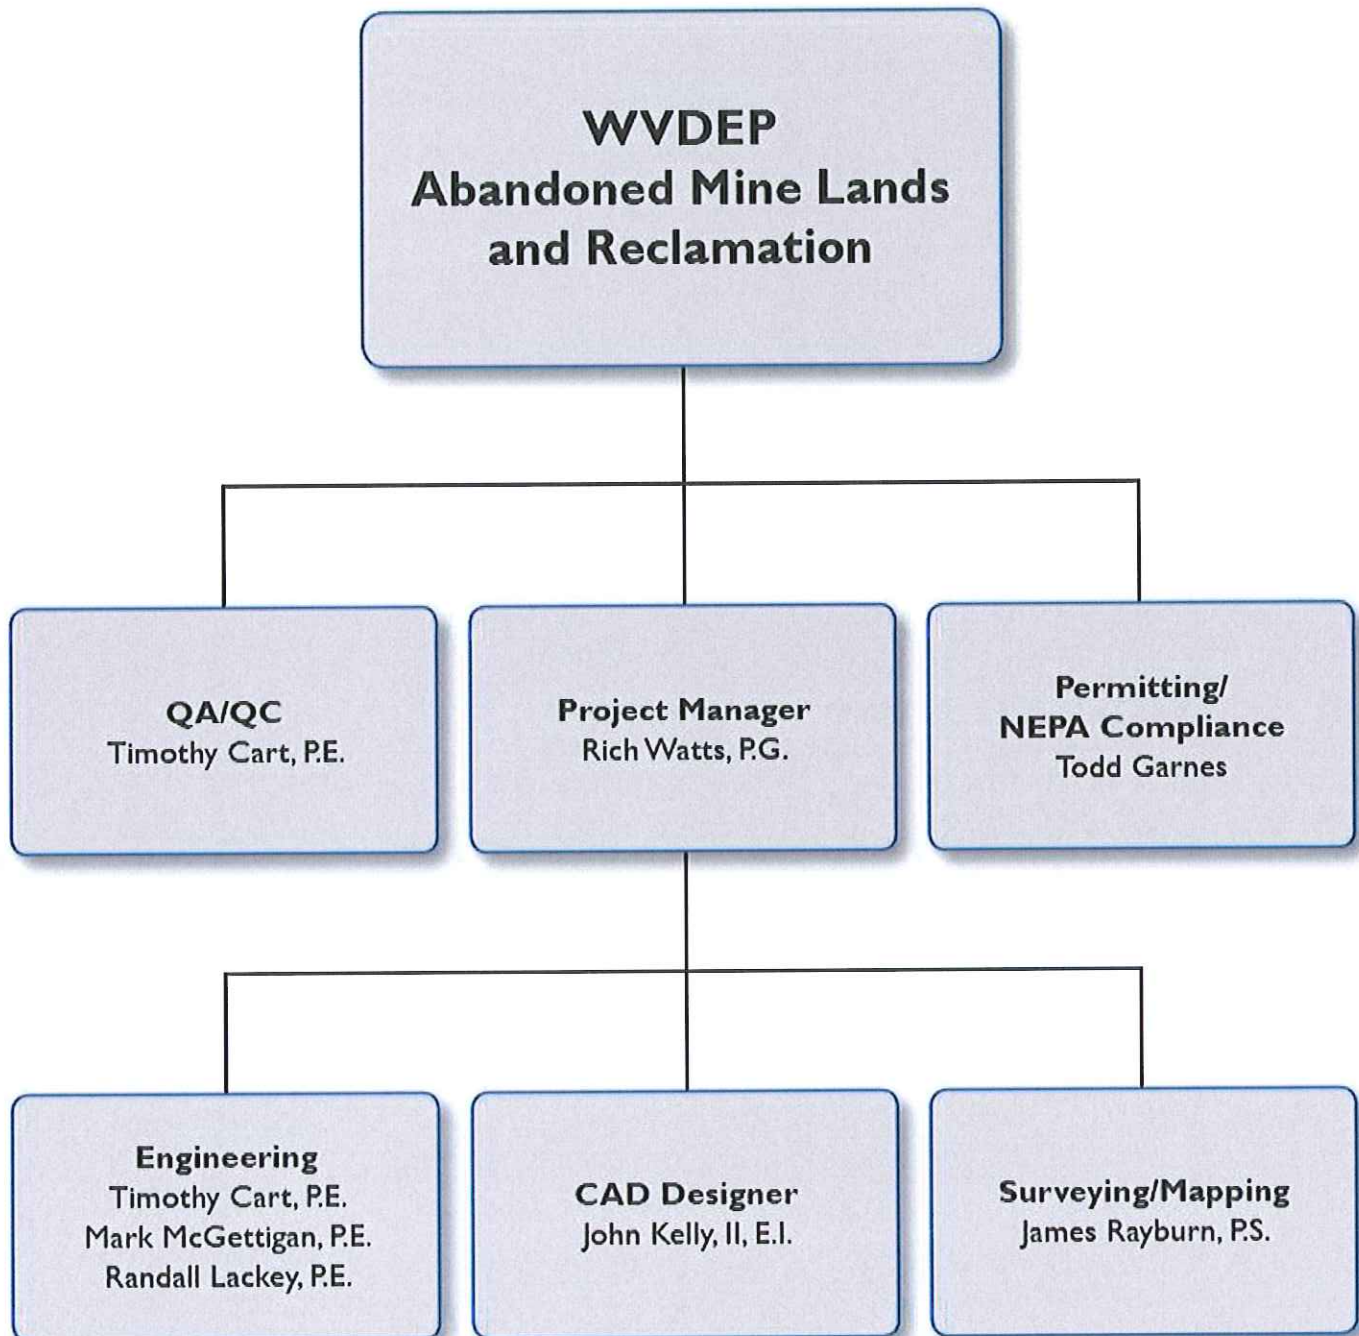 WVDEP
Abandoned Mine Lands
and Reclamation
QA/QC
Timothy Cart, P.E.
Project Manager
Rich Watts, P.G.
Permitting/
NEPA Compliance
Todd Garnes
Engineering
Timothy Cart, P.E.
Mark McGettigan, P.E.
Randall Lackey, P.E.
CAD Designer
John Kelly, II, E.I.
Surveying/Mapping
James Rayburn, P.S.